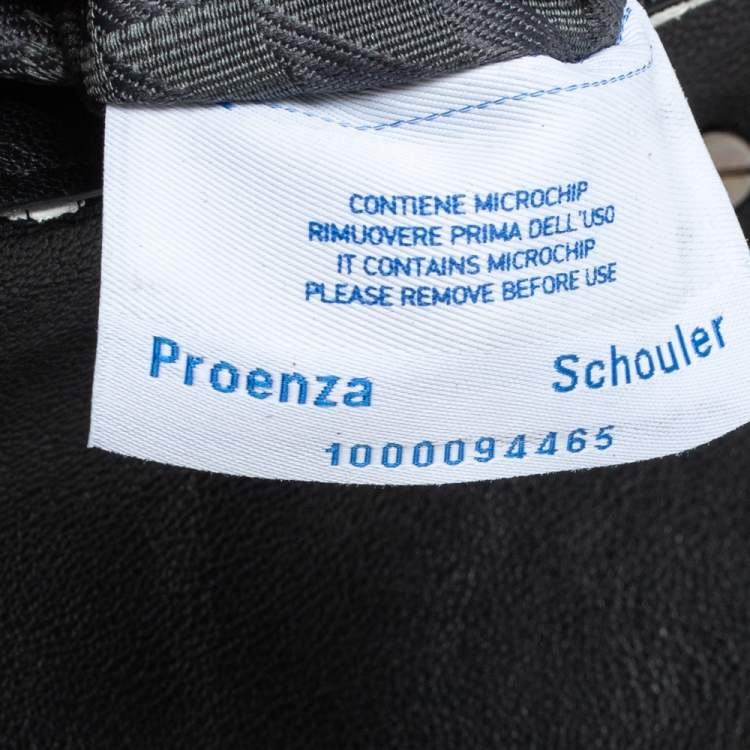 CONTIENE MICROCHIP
RIMUOVERE PRIMA DELL'USO
IT CONTAINS MICROCHIP
PLEASE REMOVE BEFORE USE
Proenza Schouler
1000094465